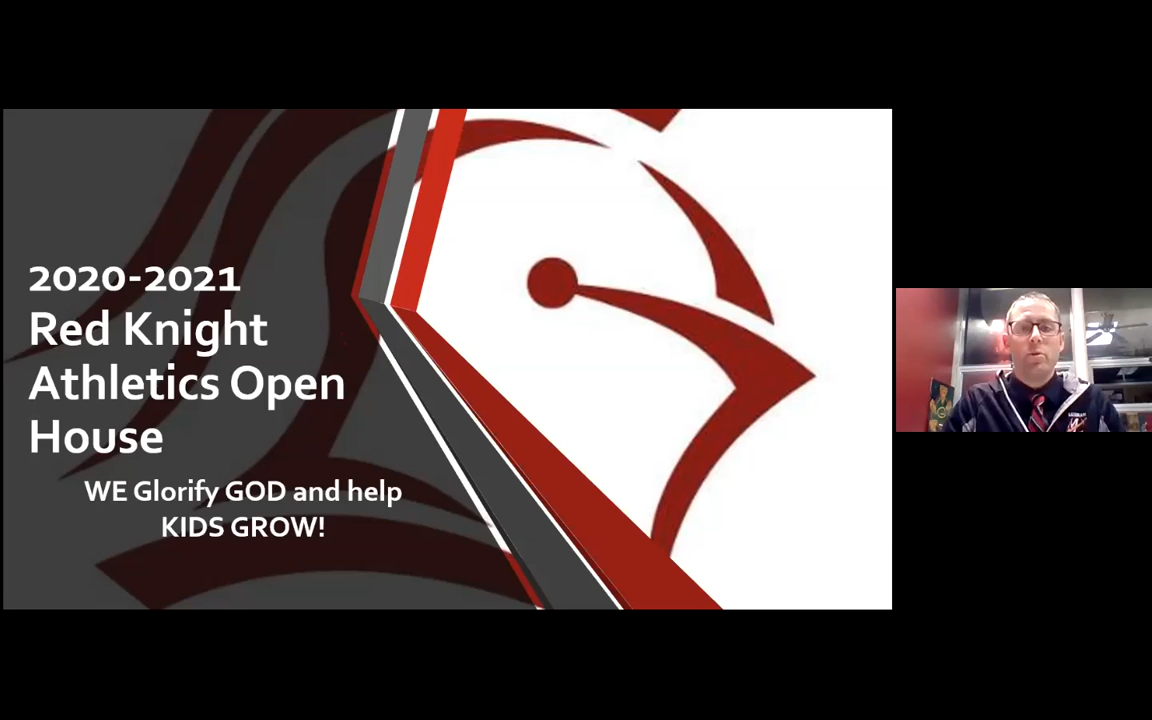 2020-2021
Red Knight
Athletics Open
House
WE Glorify GOD and help
KIDS GROW!